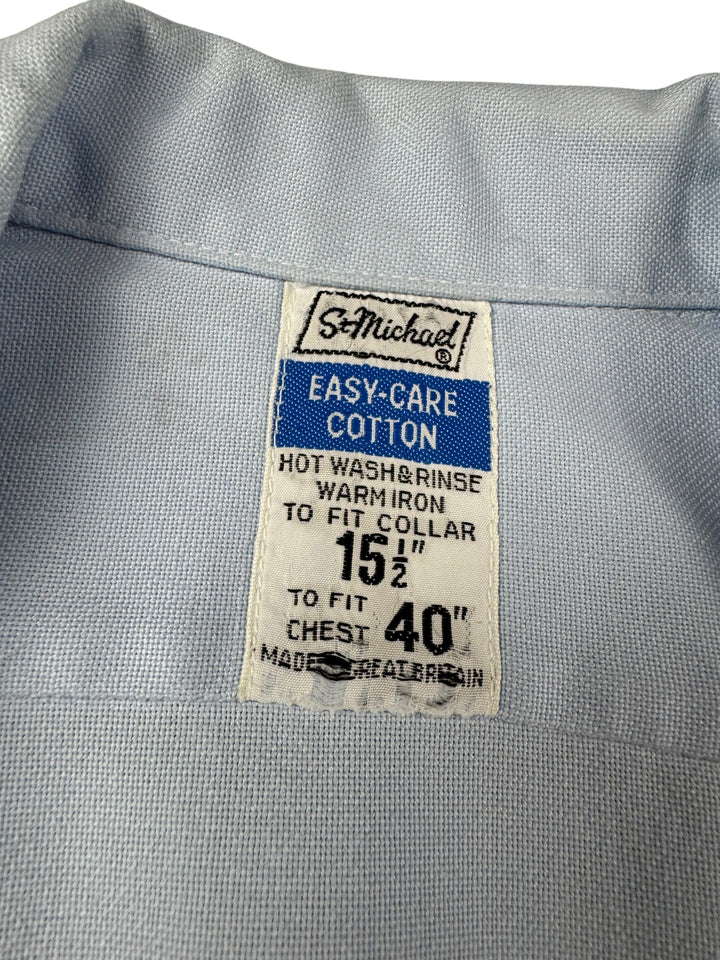 St Michael
®
EASY-CARE
COTTON
HOT WASH & RINSE
WARM IRON
TO FIT COLLAR
15½"
TO FIT
CHEST 40"
MADE IN GREAT BRITAIN